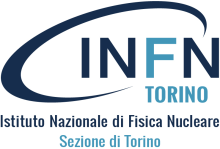 INFN
TORINO
Istituto Nazionale di Fisica Nucleare
Sezione di Torino